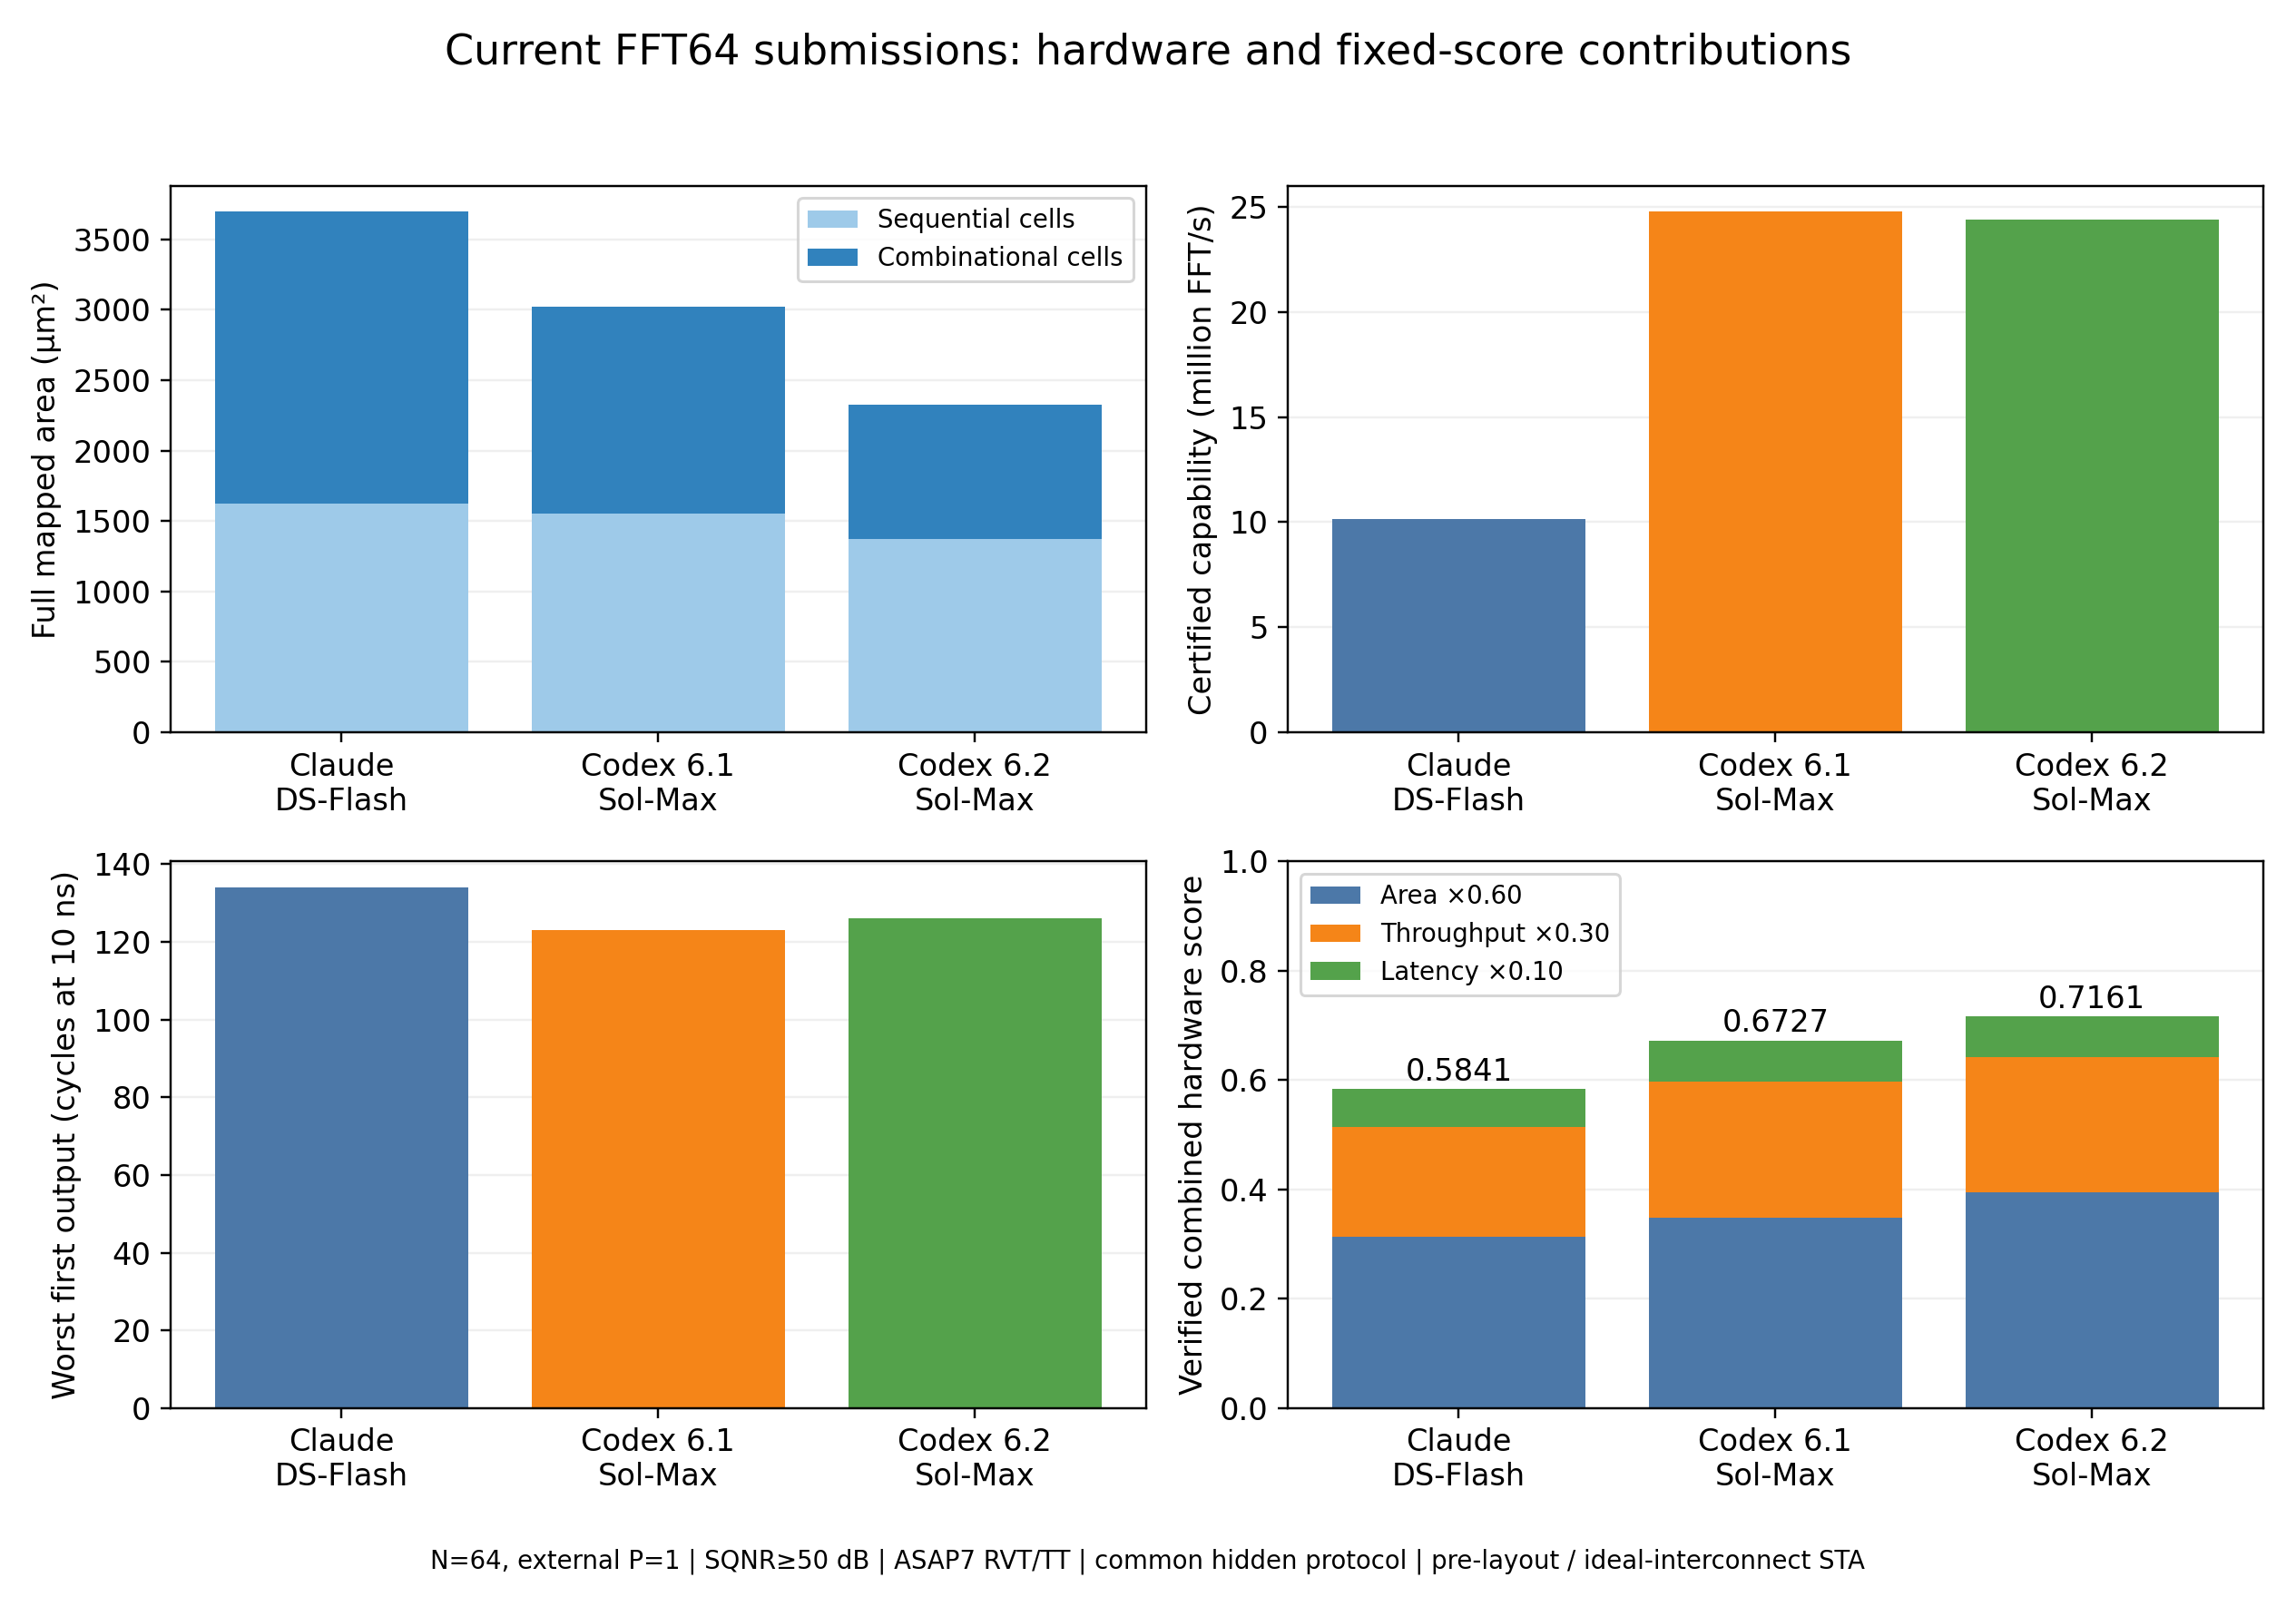 Current FFT64 submissions: hardware and fixed-score contributions
Full mapped area (µm²)
3500
3000
2500
2000
1500
1000
500
0
Sequential cells
Combinational cells
Claude
DS-Flash
Codex 6.1
Sol-Max
Codex 6.2
Sol-Max
Certified capability (million FFT/s)
25
20
15
10
5
0
Claude
DS-Flash
Codex 6.1
Sol-Max
Codex 6.2
Sol-Max
Worst first output (cycles at 10 ns)
140
120
100
80
60
40
20
0
Claude
DS-Flash
Codex 6.1
Sol-Max
Codex 6.2
Sol-Max
Verified combined hardware score
1.0
0.8
0.6
0.4
0.2
0.0
Area ×0.60
Throughput ×0.30
Latency ×0.10
0.5841
0.6727
0.7161
Claude
DS-Flash
Codex 6.1
Sol-Max
Codex 6.2
Sol-Max
N=64, external P=1 | SQNR≥50 dB | ASAP7 RVT/TT | common hidden protocol | pre-layout / ideal-interconnect STA